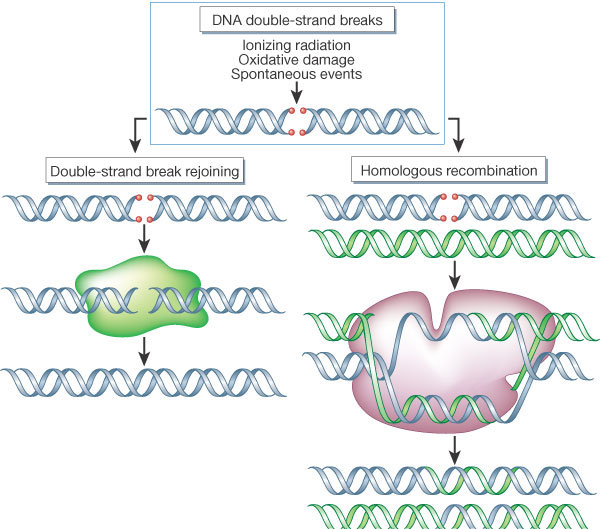 DNA double-strand breaks
Ionizing radiation
Oxidative damage
Spontaneous events
Double-strand break rejoining
Homologous recombination